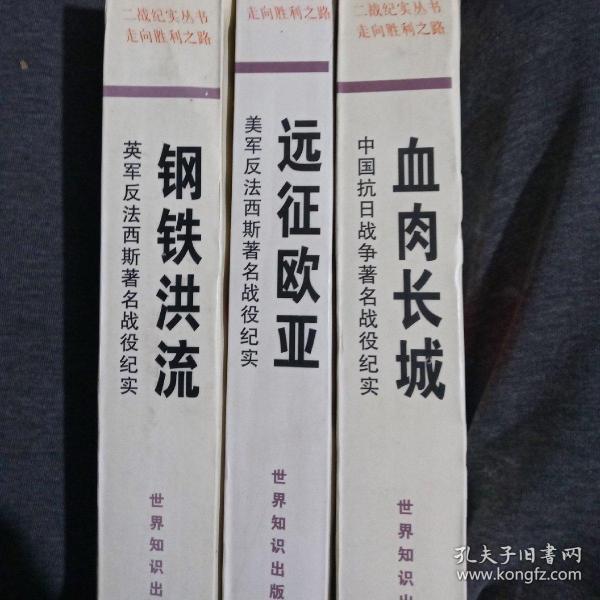 二战纪实丛书
走向胜利之路
钢铁洪流
英军反法西斯著名战役纪实
世界知识出
走向胜利之路
远征欧亚
美军反法西斯著名战役纪实
世界知识出版
二战纪实丛书
走向胜利之路
血肉长城
中国抗日战争著名战役纪实
世界知识出
孔夫子旧书网
www.kongfz.com